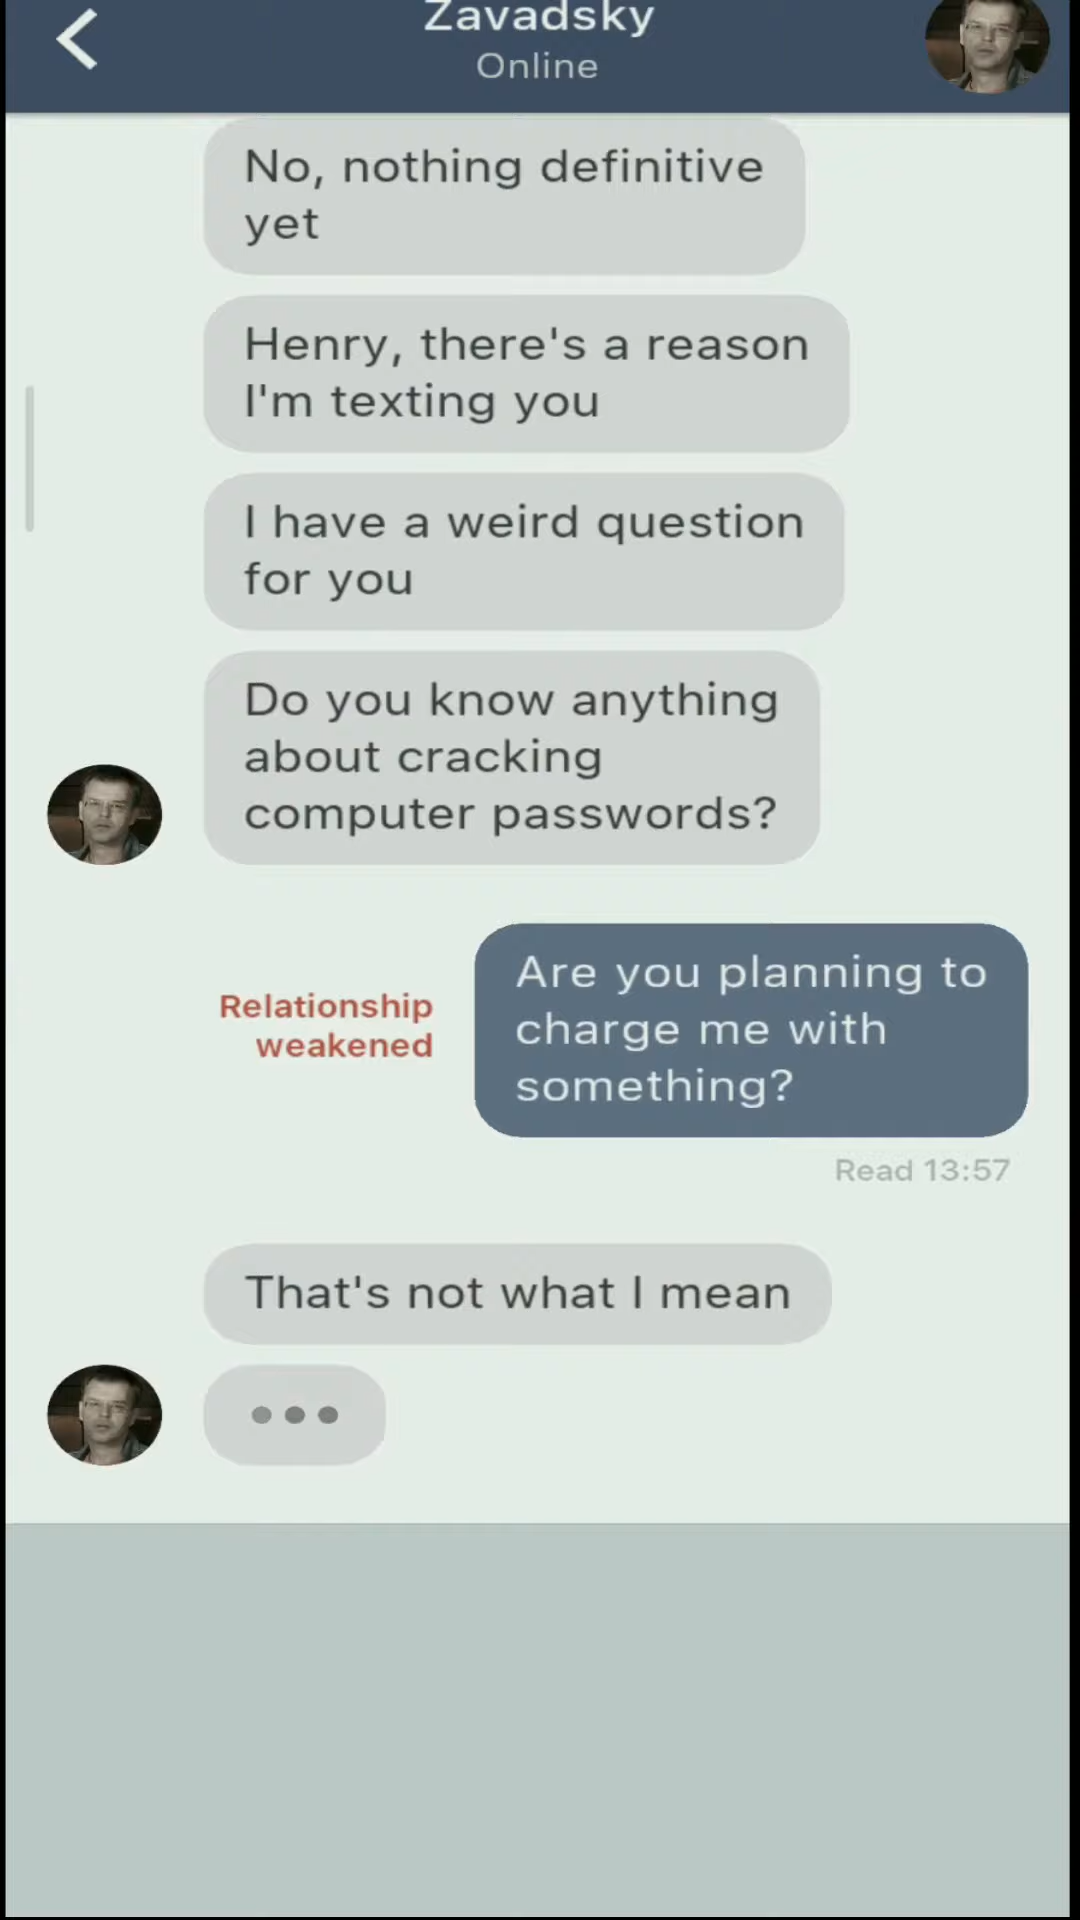 Zavadsky
Online
No, nothing definitive
yet
Henry, there's a reason
I'm texting you
I have a weird question
for you
Do you know anything
about cracking
computer passwords?
Relationship
weakened
Are you planning to
charge me with
something?
Read 13:57
That's not what I mean